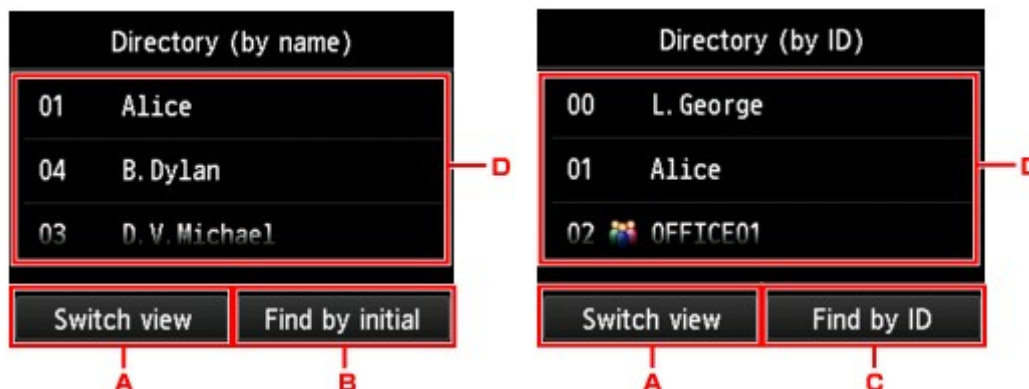 Directory (by name)
01 Alice
04 B.Dylan
03 D.V.Michael
D
Switch view Find by initial
A B
Directory (by ID)
00 L.George
01 Alice
02 OFFICE01
D
Switch view Find by ID
A C